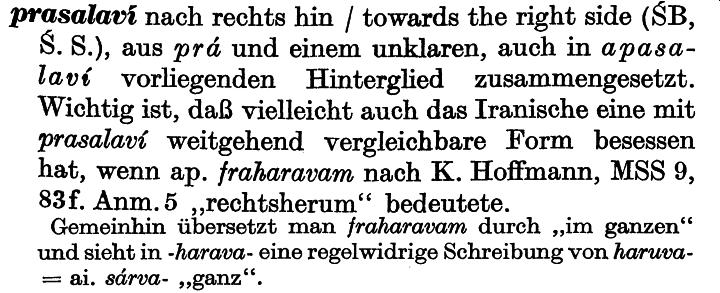 prasalaví nach rechts hin / towards the right side (ŚB,
Ś. S.), aus prá und einem unklaren, auch in apasa-
laví vorliegenden Hinterglied zusammengesetzt.
Wichtig ist, daß vielleicht auch das Iranische eine mit
prasalaví weitgehend vergleichbare Form besessen
hat, wenn ap. fraharavam nach K. Hoffmann, MSS 9,
83f. Anm. 5 „rechtsherum“ bedeutete.
Gemeinhin übersetzt man fraharavam durch „im ganzen“
und sieht in -harava- eine regelwidrige Schreibung von haruva-
= ai. sárva- „ganz“.